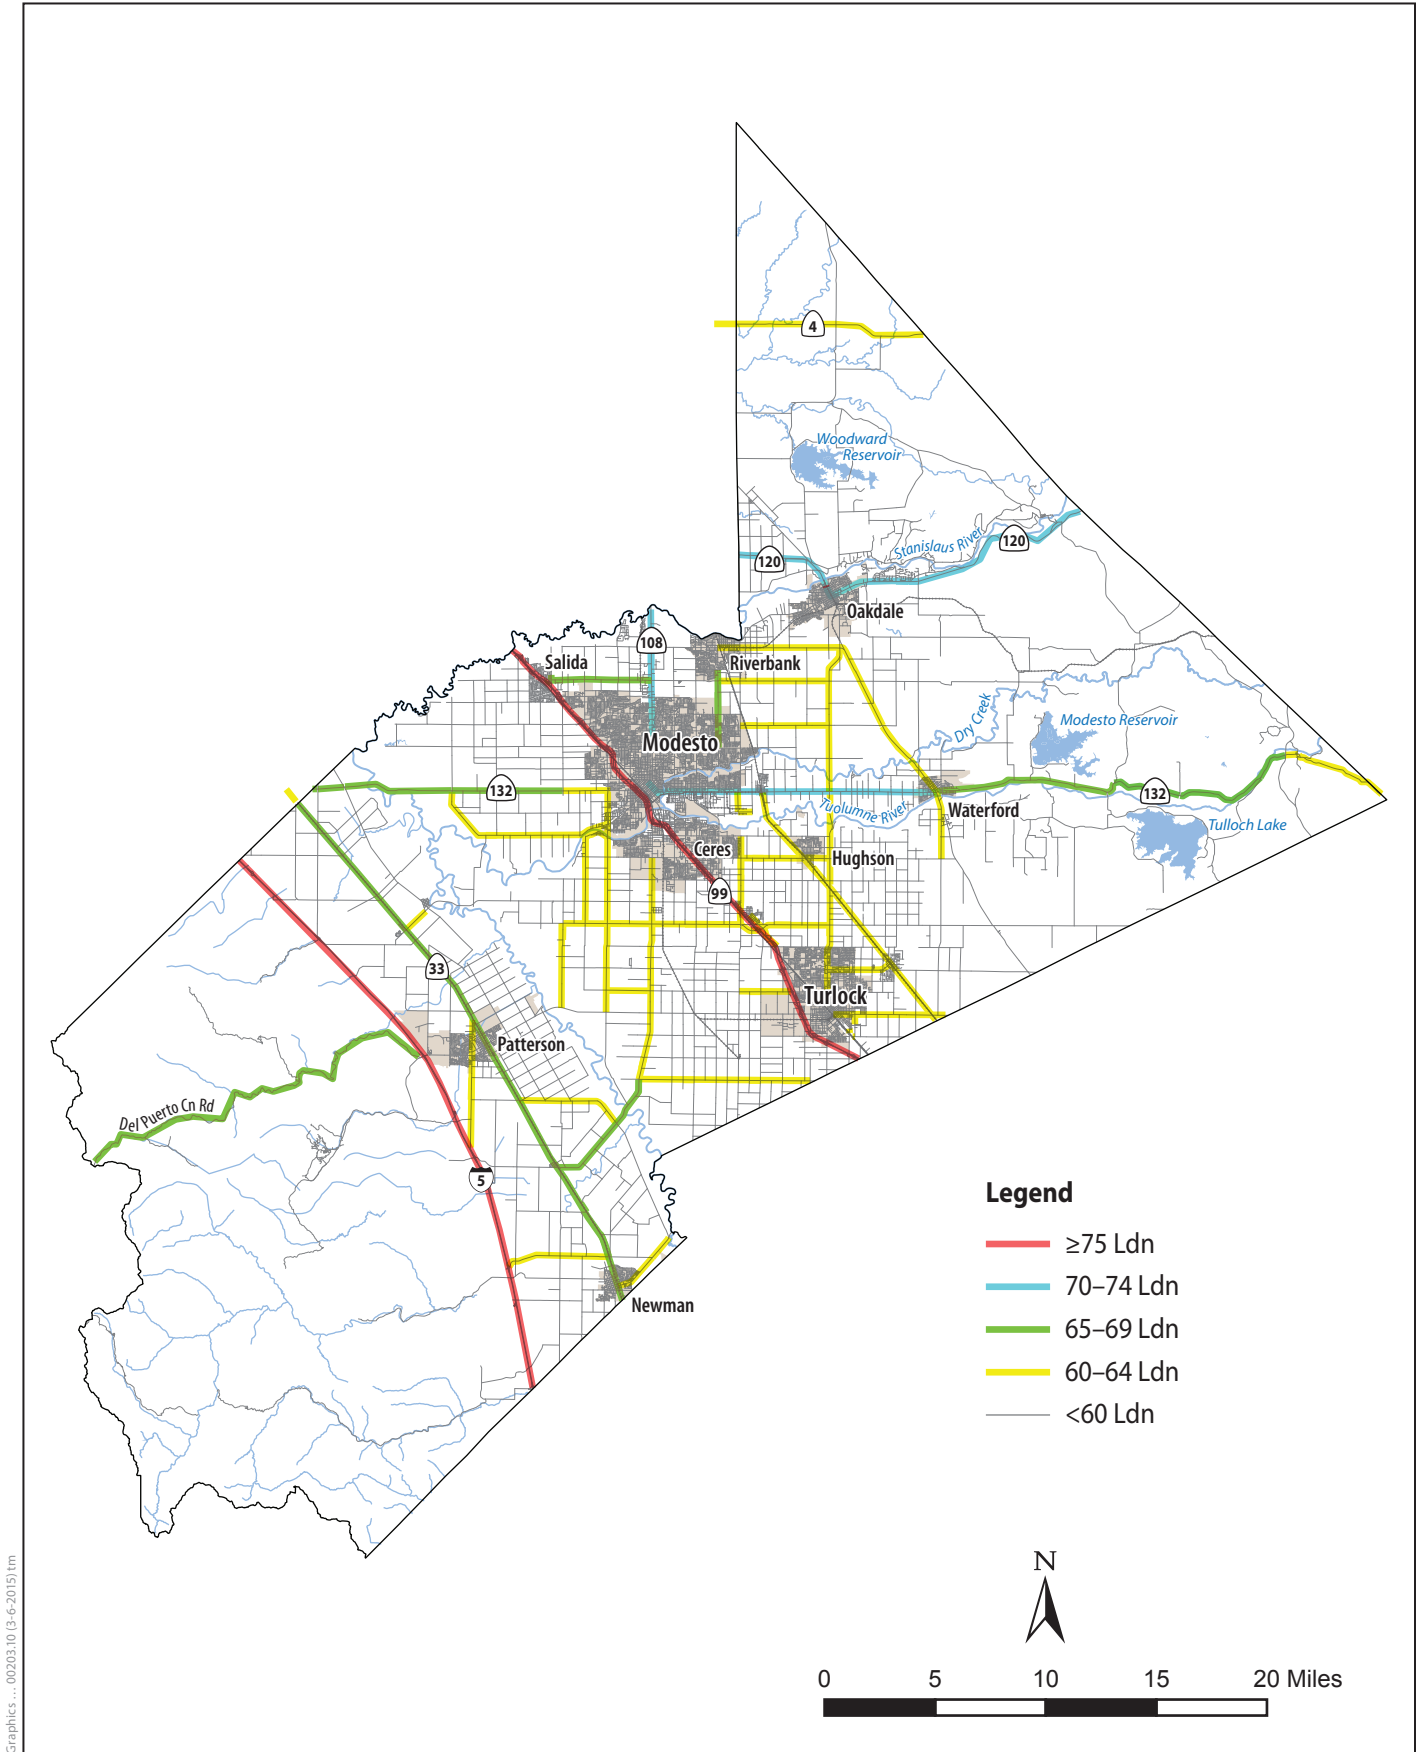 4
Woodward
Reservoir
Stanislaus River
120
120
Oakdale
108
Salida
Riverbank
Dry Creek
Modesto Reservoir
Modesto
132
132
Tuolumne River
Waterford
Tulloch Lake
Ceres
Hughson
99
33
Turlock
Patterson
Del Puerto Cn Rd
5
Newman
Legend
≥75 Ldn
70–74 Ldn
65–69 Ldn
60–64 Ldn
<60 Ldn
N
0 5 10 15 20 Miles
Graphics … 00203.10 (3-6-2015) tm